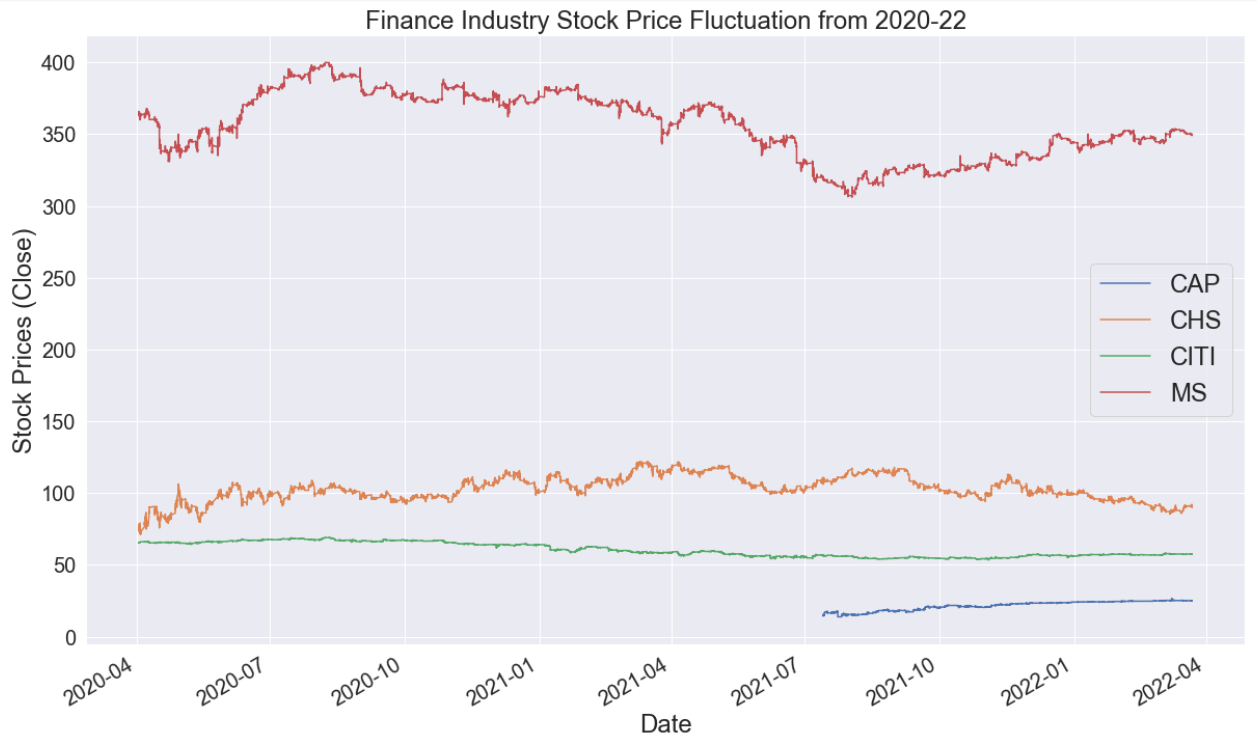 Finance Industry Stock Price Fluctuation from 2020-22
Stock Prices (Close)
400
350
300
250
200
150
100
50
0
CAP
CHS
CITI
MS
2020-04
2020-07
2020-10
2021-01
2021-04
2021-07
2021-10
2022-01
2022-04
Date